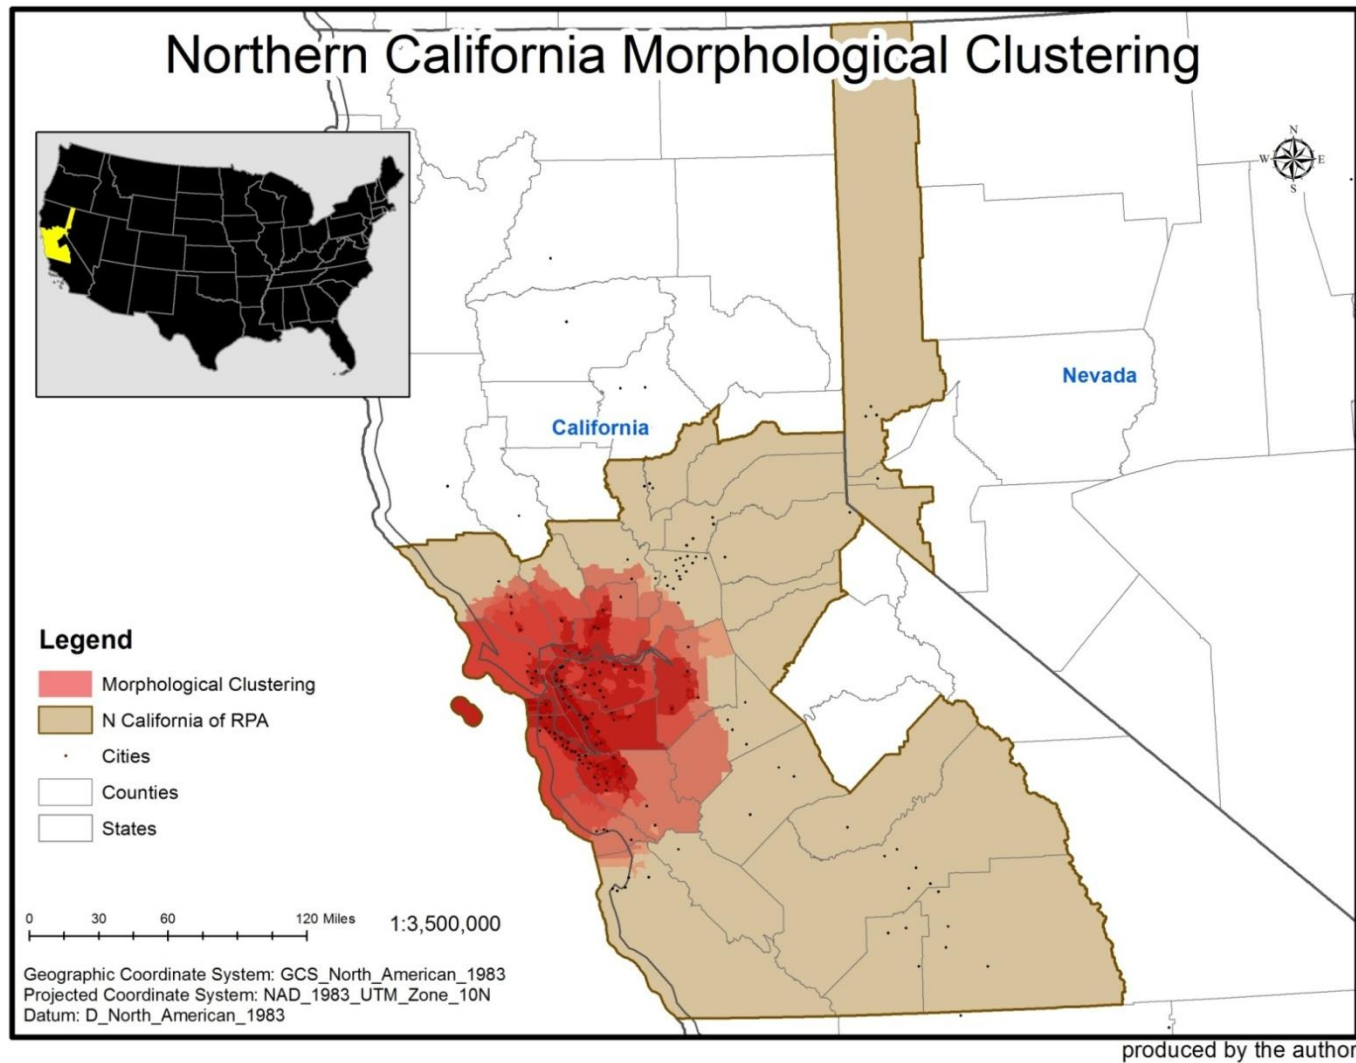 Northern California Morphological Clustering
N
W E
S
Nevada
California
Legend
Morphological Clustering
N California of RPA
Cities
Counties
States
0 30 60 120 Miles
1:3,500,000
Geographic Coordinate System: GCS_North_American_1983
Projected Coordinate System: NAD_1983_UTM_Zone_10N
Datum: D_North_American_1983
produced by the author